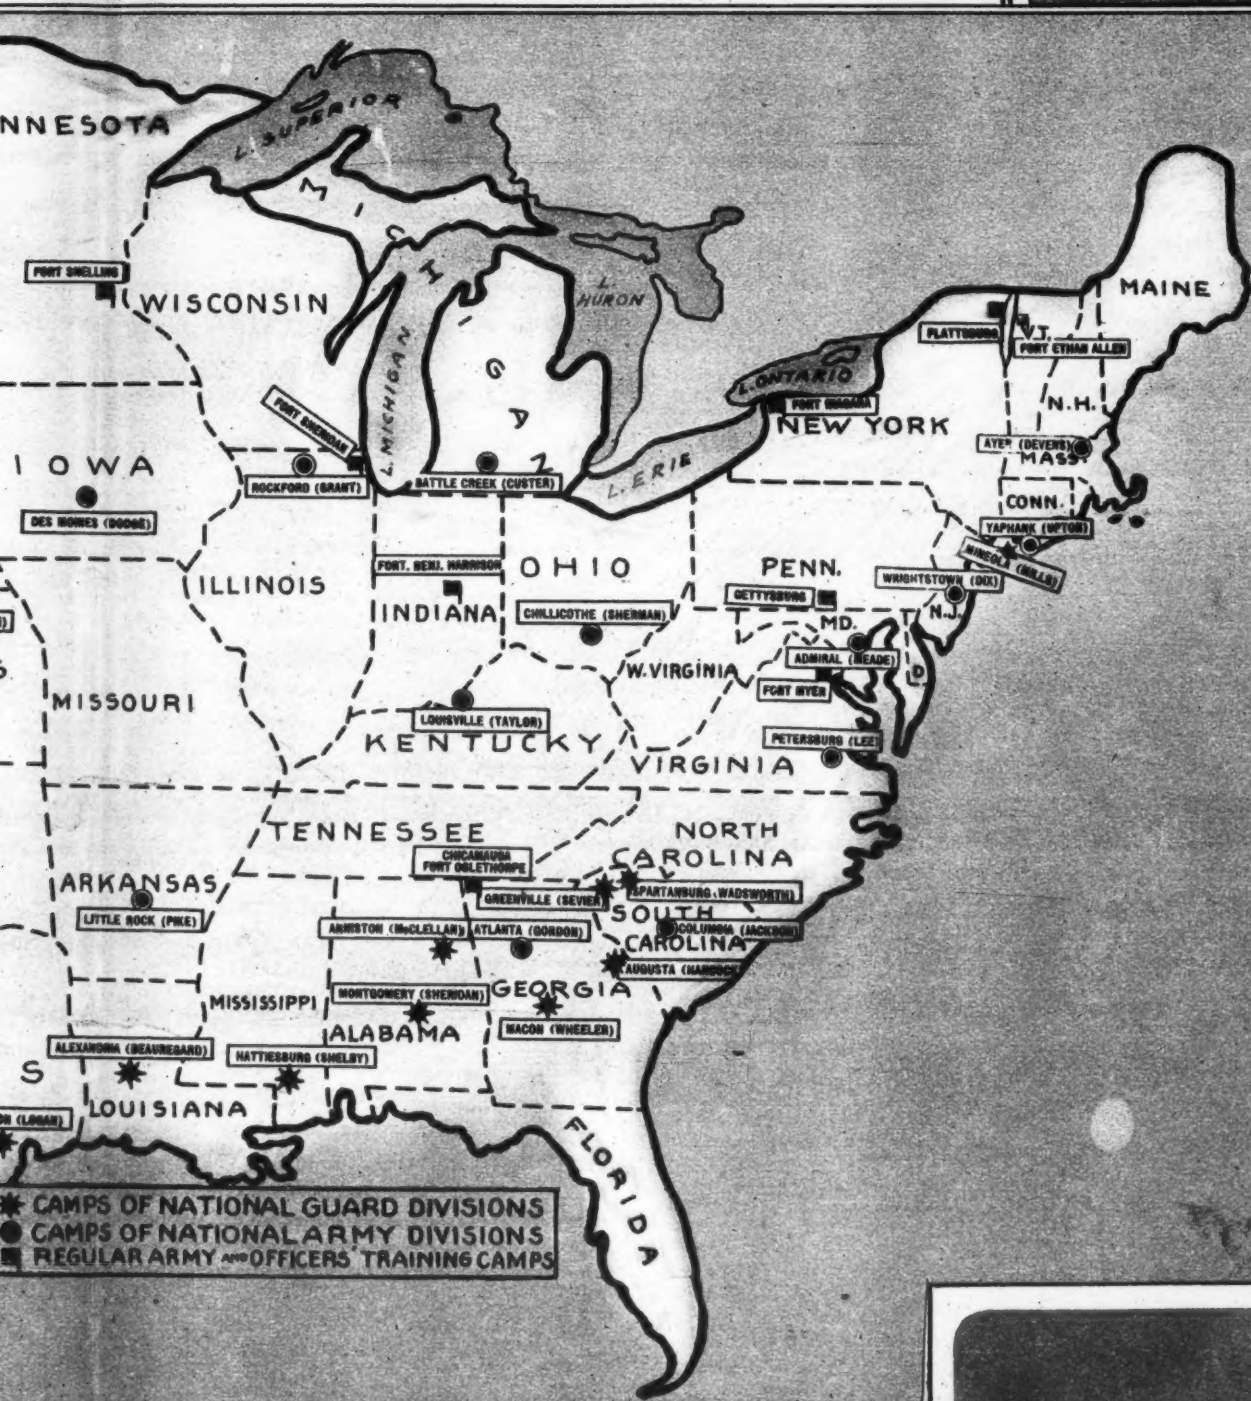 NNESOTA
L. SUPERIOR
MICHIGAN
FORT SNELLING
WISCONSIN
L. HURON
L. MICHIGAN
MAINE
PLATTSBURG
V.T.
FORT ETHAN ALLEN
L. ONTARIO
FORT NIAGARA
NEW YORK
N.H.
AYER (DEVENS)
MASS.
FORT SHERIDAN
IOWA
ROCKFORD (GRANT)
BATTLE CREEK (CUSTER)
L. ERIE
CONN.
DES MOINES (DODGE)
YAPHANK (UPTON)
MINEOLA (MILLS)
ILLINOIS
FORT. BENJ. HARRISON
OHIO
PENN.
WRIGHTSTOWN (DIX)
GETTYSBURG
N.J.
INDIANA
CHILLICOTHE (SHERMAN)
MD.
ADMIRAL (MEADE)
W. VIRGINIA
D
FORT MYER
MISSOURI
LOUISVILLE (TAYLOR)
KENTUCKY
PETERSBURG (LEE)
VIRGINIA
TENNESSEE
NORTH
CAROLINA
CHICAMAUGA
FORT OGLETHORPE
ARKANSAS
GREENVILLE (SEVIER)
SPARTANBURG. WADSWORTH)
LITTLE ROCK (PIKE)
SOUTH
CAROLINA
ANNISTON (McCLELLAN)
ATLANTA (GORDON)
COLUMBIA (JACKSON)
AUGUSTA (HANCOCK
MONTGOMERY (SHERIDAN)
GEORGIA
MISSISSIPPI
ALABAMA
MACON (WHEELER)
ALEXANDRIA (BEAUREGARD)
HATTIESBURG (SHELBY)
S
LOUISIANA
ON (LOGAN)
FLORIDA
CAMPS OF NATIONAL GUARD DIVISIONS
CAMPS OF NATIONAL ARMY DIVISIONS
REGULAR ARMY AND OFFICERS' TRAINING CAMPS